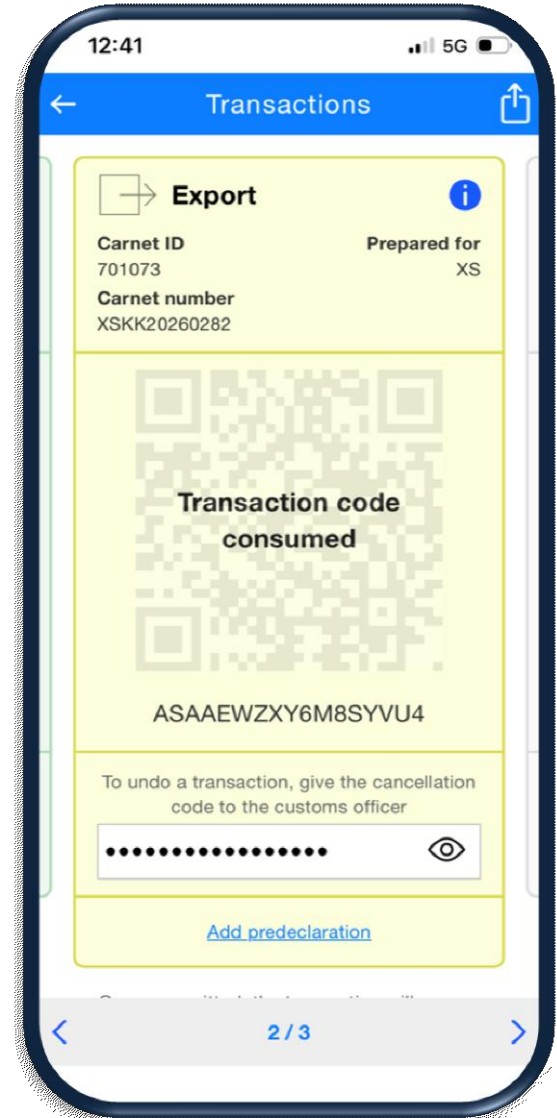 12:41
5G
Transactions
Export
Carnet ID
Prepared for
701073
XS
Carnet number
XSKK20260282
Transaction code
consumed
ASAAEWZXY6M8SYVU4
To undo a transaction, give the cancellation
code to the customs officer
•••••••••••••••••
Add predeclaration
2 / 3